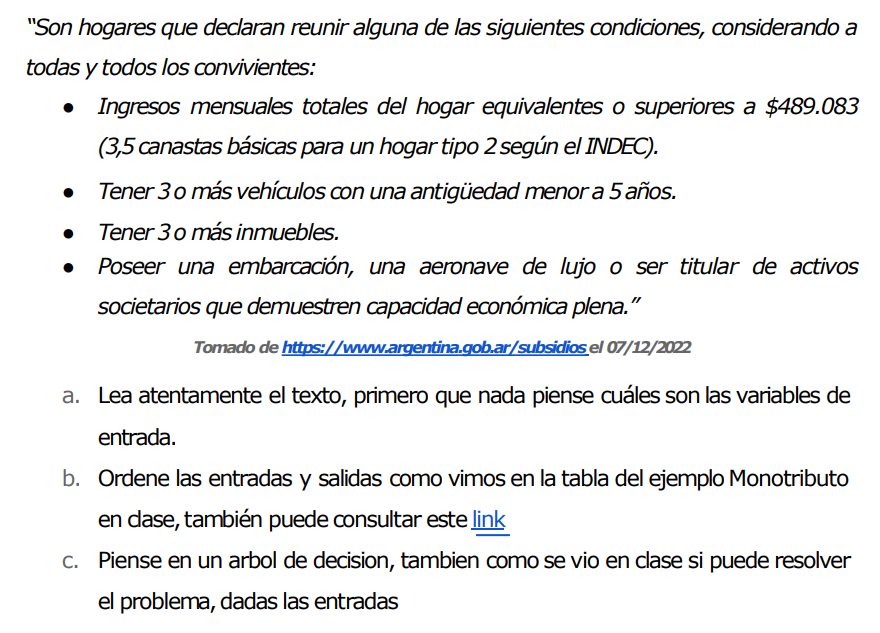 “Son hogares que declaran reunir alguna de las siguientes condiciones, considerando a
todas y todos los convivientes:
● Ingresos mensuales totales del hogar equivalentes o superiores a $489.083
(3,5 canastas básicas para un hogar tipo 2 según el INDEC).
● Tener 3 o más vehículos con una antigüedad menor a 5 años.
● Tener 3 o más inmuebles.
● Poseer una embarcación, una aeronave de lujo o ser titular de activos
societarios que demuestren capacidad económica plena.”
Tomado de https://www.argentina.gob.ar/subsidios el 07/12/2022
a. Lea atentamente el texto, primero que nada piense cuáles son las variables de
entrada.
b. Ordene las entradas y salidas como vimos en la tabla del ejemplo Monotributo
en clase, también puede consultar este link
c. Piense en un arbol de decision, tambien como se vio en clase si puede resolver
el problema, dadas las entradas